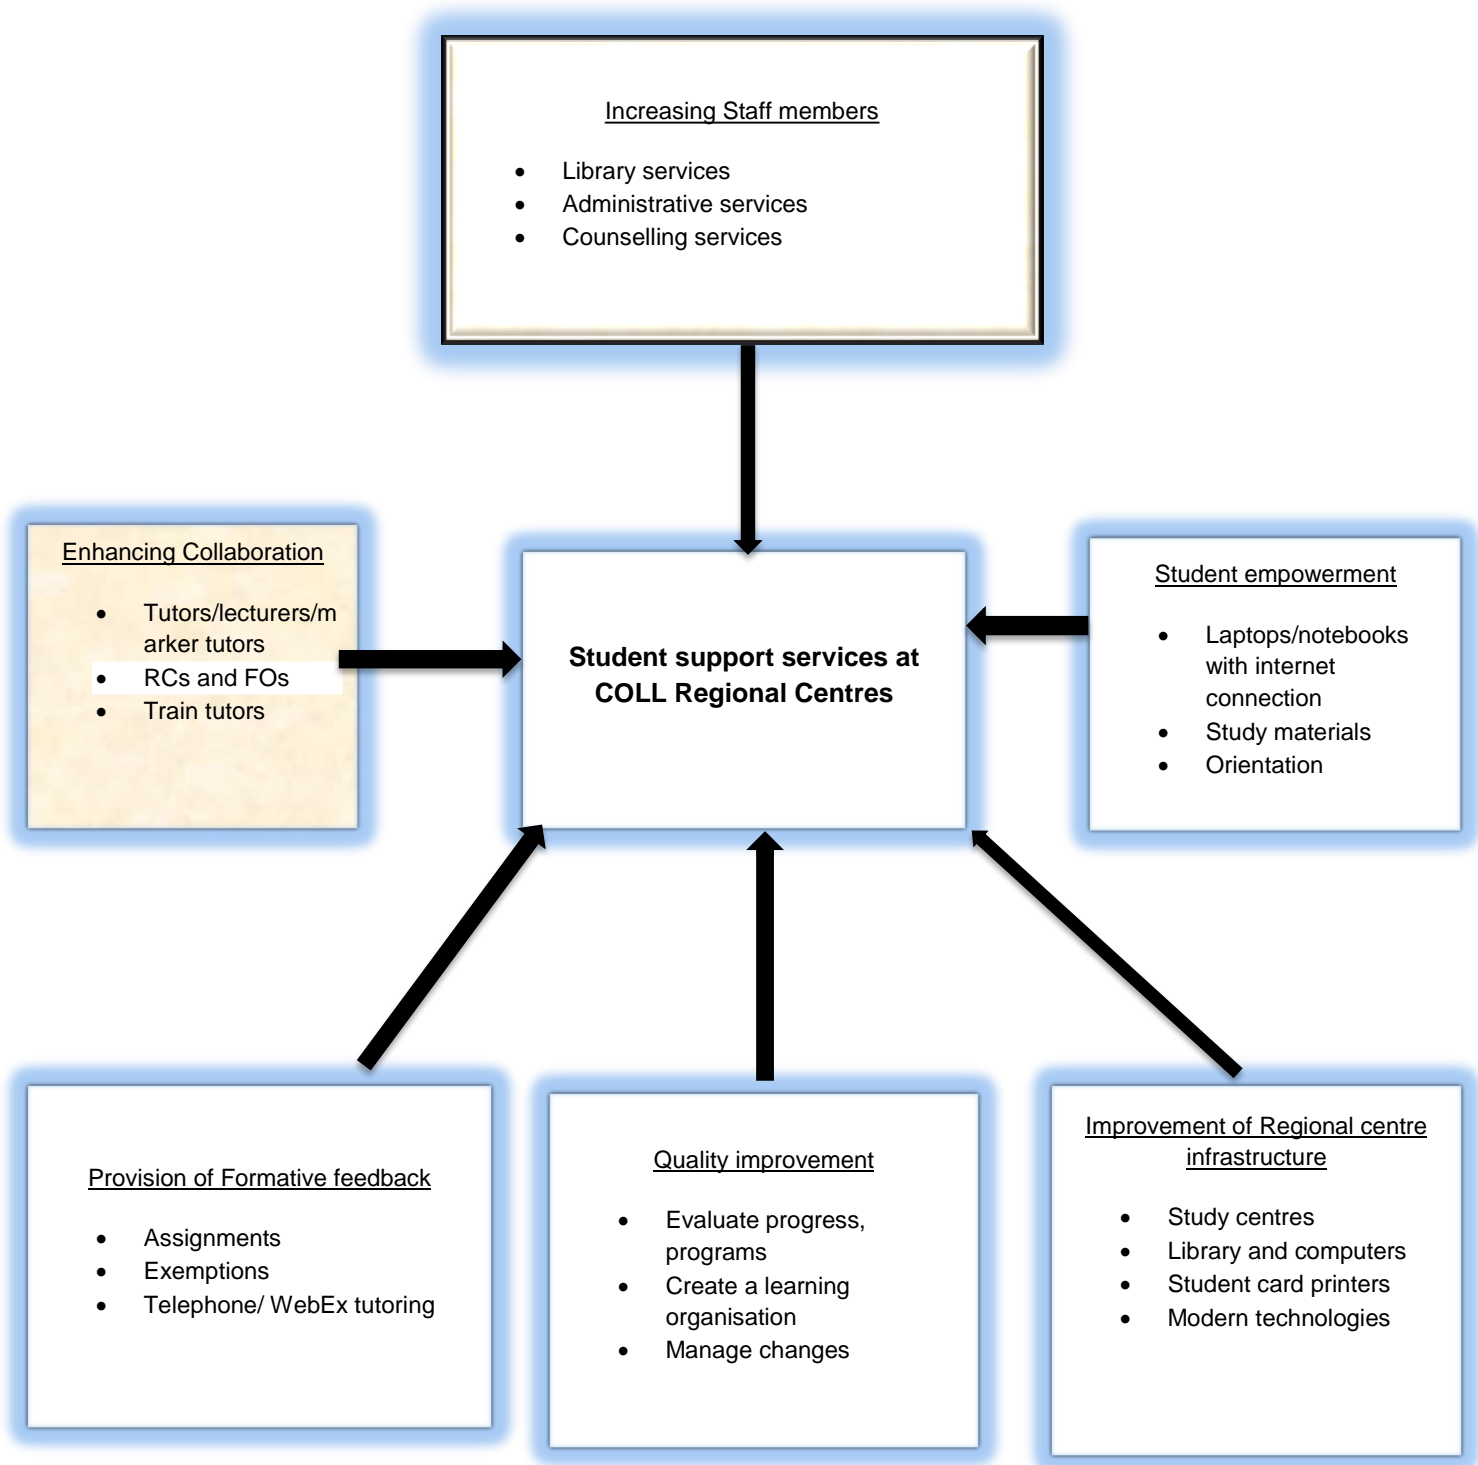 Increasing Staff members
• Library services
• Administrative services
• Counselling services
Enhancing Collaboration
• Tutors/lecturers/m
arker tutors
• RCs and FOs
• Train tutors
Student support services at
COLL Regional Centres
Student empowerment
• Laptops/notebooks
with internet
connection
• Study materials
• Orientation
Provision of Formative feedback
• Assignments
• Exemptions
• Telephone/ WebEx tutoring
Quality improvement
• Evaluate progress,
programs
• Create a learning
organisation
• Manage changes
Improvement of Regional centre
infrastructure
• Study centres
• Library and computers
• Student card printers
• Modern technologies